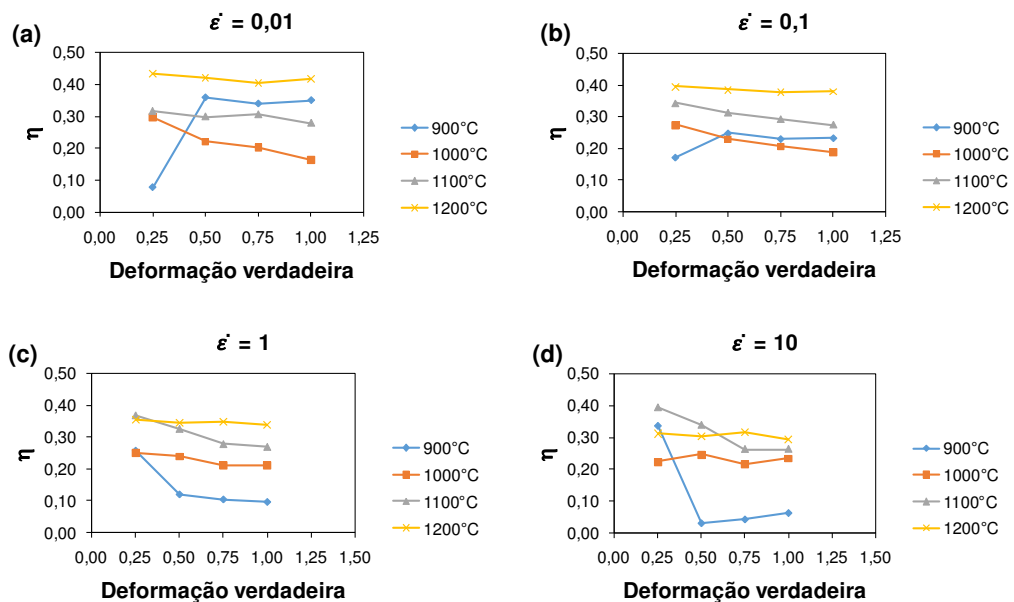 (a)
ε̇ = 0,01
0,50
0,40
0,30
0,20
0,10
0,00
η
0,00 0,25 0,50 0,75 1,00 1,25
Deformação verdadeira
900°C
1000°C
1100°C
1200°C
(b)
ε̇ = 0,1
0,50
0,40
0,30
0,20
0,10
0,00
η
0,00 0,25 0,50 0,75 1,00 1,25
Deformação verdadeira
900°C
1000°C
1100°C
1200°C
(c)
ε̇ = 1
0,50
0,40
0,30
0,20
0,10
0,00
η
0,00 0,25 0,50 0,75 1,00 1,25 1,50
Deformação verdadeira
900°C
1000°C
1100°C
1200°C
(d)
ε̇ = 10
0,50
0,40
0,30
0,20
0,10
0,00
η
0,00 0,25 0,50 0,75 1,00 1,25 1,50
Deformação verdadeira
900°C
1000°C
1100°C
1200°C